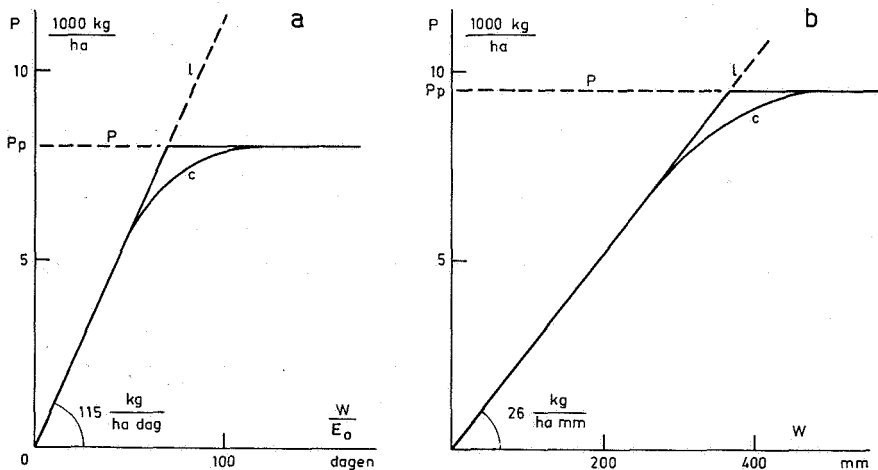 P 1000 kg / ha
a
10
l
Pp
P
c
5
115 kg / ha dag
W / Eo
0
100
dagen
P 1000 kg / ha
b
10
l
Pp
P
c
5
26 kg / ha mm
W
200
400
mm